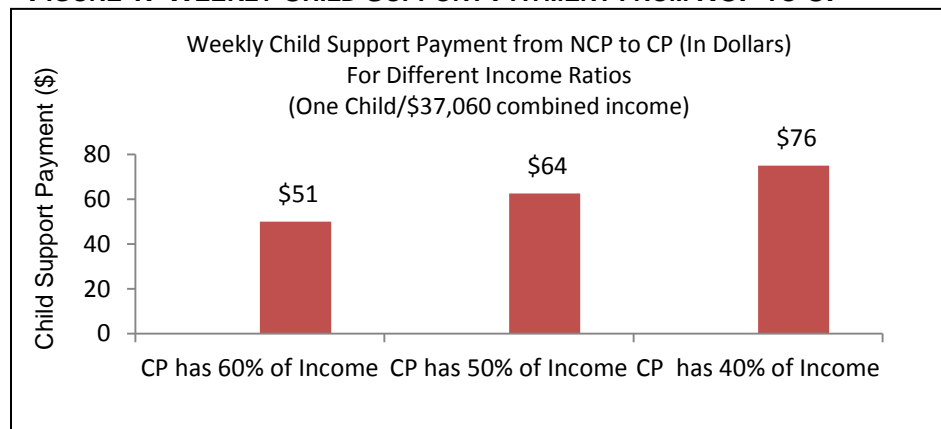 Weekly Child Support Payment from NCP to CP (In Dollars)
For Different Income Ratios
(One Child/$37,060 combined income)
Child Support Payment ($)
80
60
40
20
0
$51
$64
$76
CP has 60% of Income
CP has 50% of Income
CP has 40% of Income